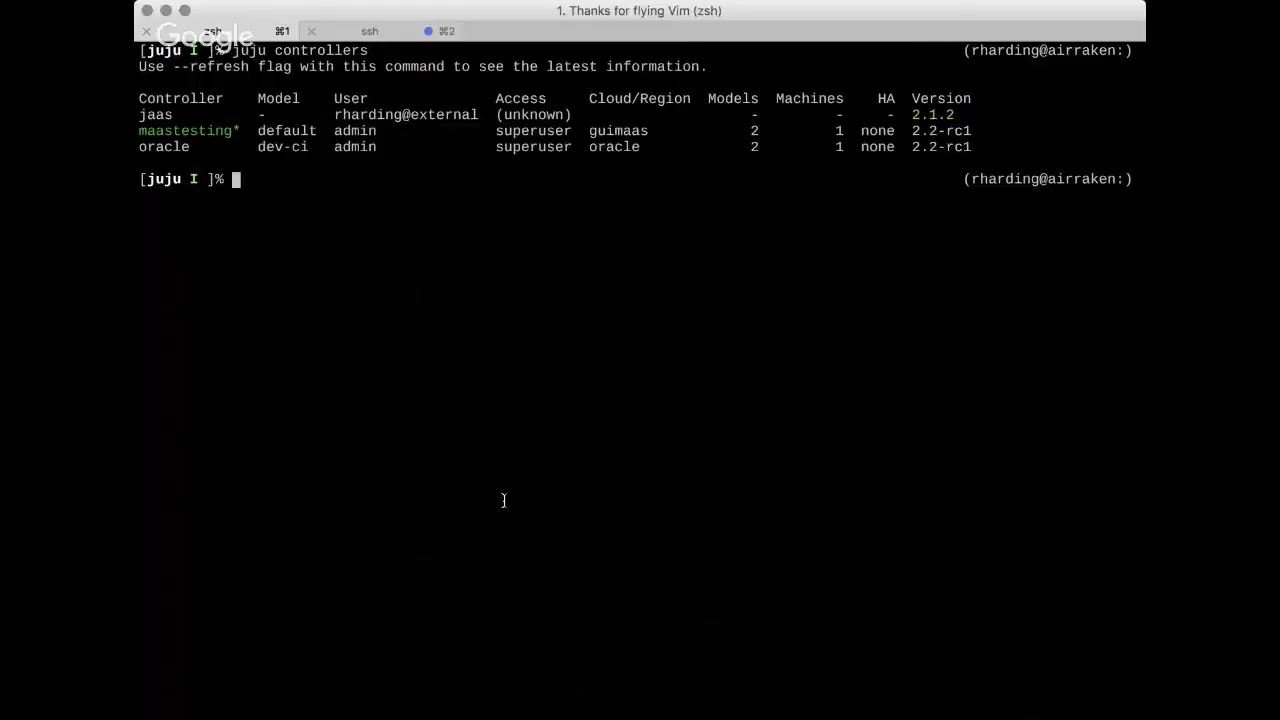 1. Thanks for flying Vim (zsh)
zsh ⌘1 ssh ⌘2
Google
[juju I ]% juju controllers (rharding@airraken:)
Use --refresh flag with this command to see the latest information.
Controller Model User Access Cloud/Region Models Machines HA Version
jaas - rharding@external (unknown) - - - 2.1.2
maastesting* default admin superuser guimaas 2 1 none 2.2-rc1
oracle dev-ci admin superuser oracle 2 1 none 2.2-rc1
[juju I ]% (rharding@airraken:)